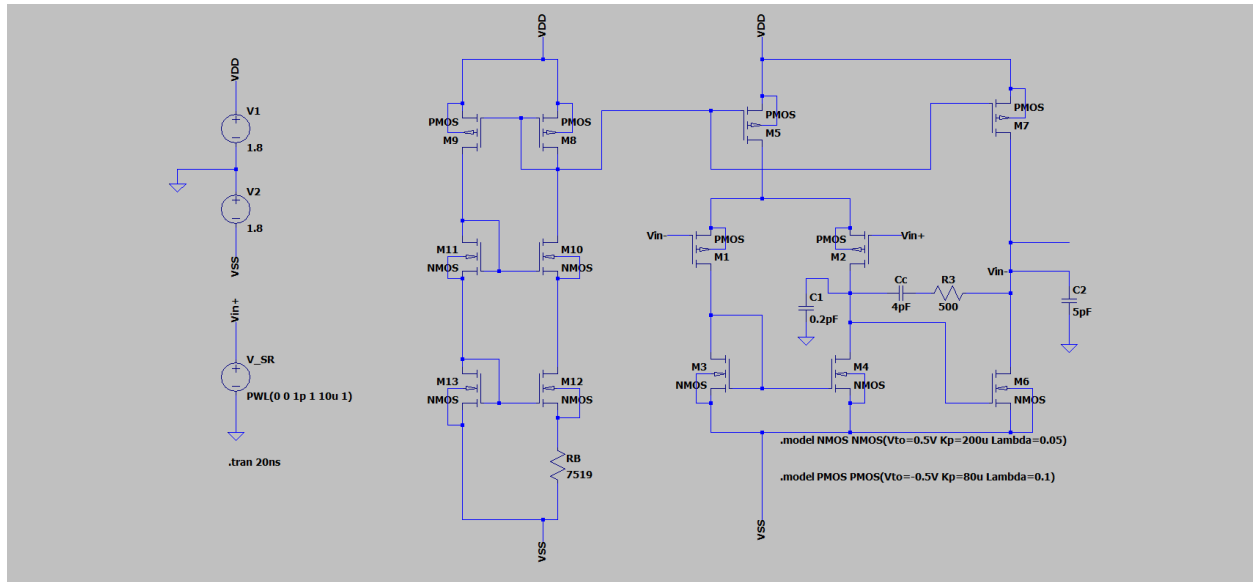 VDD
V1
1.8
V2
1.8
VSS
Vin+
V_SR
PWL(0 0 1p 1 10u 1)
.tran 20ns
VDD
PMOS
M9
PMOS
M8
M11
NMOS
M10
NMOS
M13
NMOS
M12
NMOS
RB
7519
VSS
VDD
PMOS
M5
PMOS
M7
Vin-
PMOS
M1
PMOS
M2
Vin+
C1
0.2pF
Cc
4pF
R3
500
Vin-
C2
5pF
M3
NMOS
M4
NMOS
M6
NMOS
.model NMOS NMOS(Vto=0.5V Kp=200u Lambda=0.05)
.model PMOS PMOS(Vto=-0.5V Kp=80u Lambda=0.1)
VSS